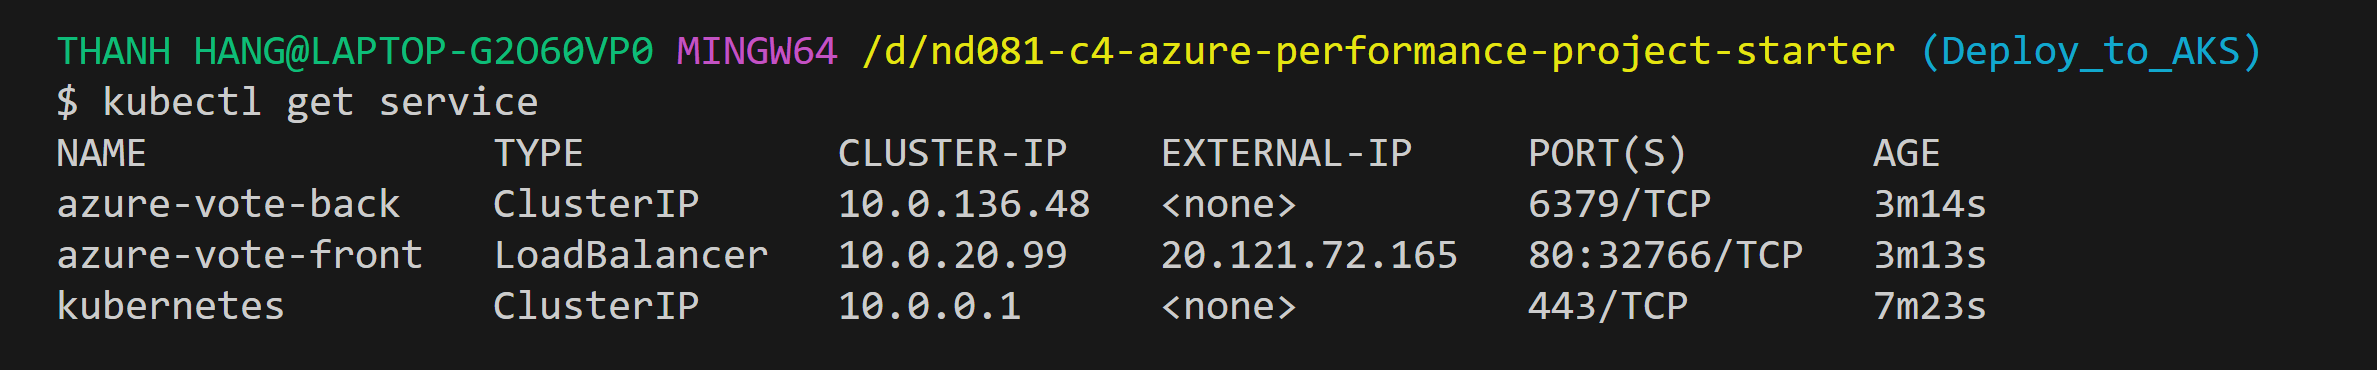 THANH HANG@LAPTOP-G2O60VP0 MINGW64 /d/nd081-c4-azure-performance-project-starter (Deploy_to_AKS)
$ kubectl get service
NAME TYPE CLUSTER-IP EXTERNAL-IP PORT(S) AGE
azure-vote-back ClusterIP 10.0.136.48 <none> 6379/TCP 3m14s
azure-vote-front LoadBalancer 10.0.20.99 20.121.72.165 80:32766/TCP 3m13s
kubernetes ClusterIP 10.0.0.1 <none> 443/TCP 7m23s